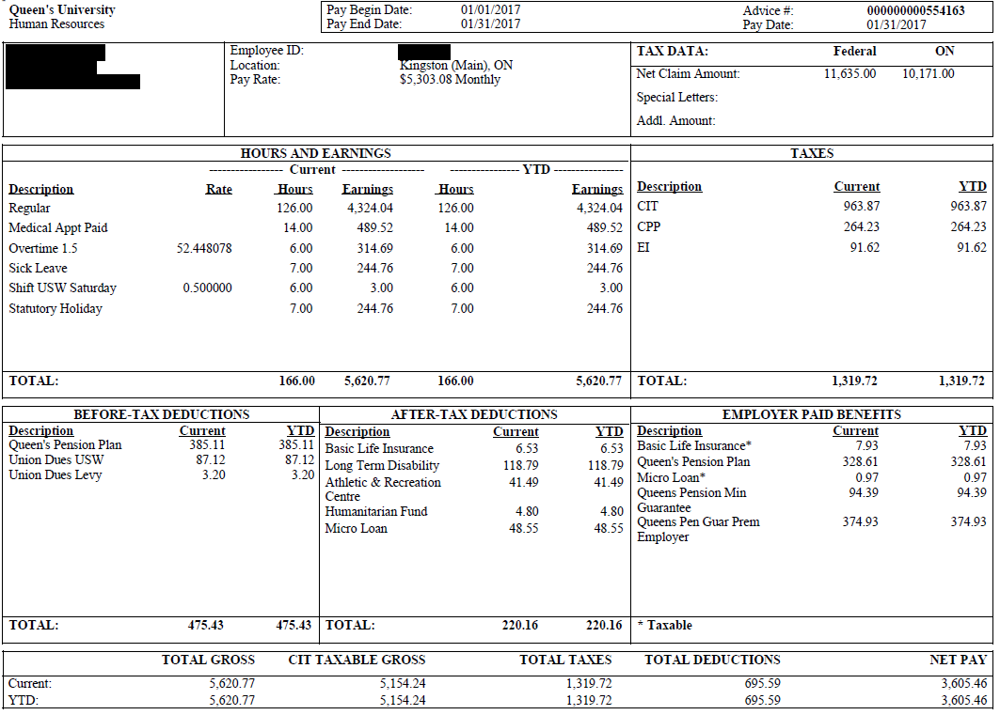 Queen's University
Human Resources
Pay Begin Date: 01/01/2017
Pay End Date: 01/31/2017
Advice #: 000000000554163
Pay Date: 01/31/2017
Employee ID:
Location: Kingston (Main), ON
Pay Rate: $5,303.08 Monthly
TAX DATA: Federal ON
Net Claim Amount: 11,635.00 10,171.00
Special Letters:
Addl. Amount:
HOURS AND EARNINGS
----------------- Current ------------------- ---------------- YTD ----------------
Description Rate Hours Earnings Hours Earnings
Regular 126.00 4,324.04 126.00 4,324.04
Medical Appt Paid 14.00 489.52 14.00 489.52
Overtime 1.5 52.448078 6.00 314.69 6.00 314.69
Sick Leave 7.00 244.76 7.00 244.76
Shift USW Saturday 0.500000 6.00 3.00 6.00 3.00
Statutory Holiday 7.00 244.76 7.00 244.76
TOTAL: 166.00 5,620.77 166.00 5,620.77
TAXES
Description Current YTD
CIT 963.87 963.87
CPP 264.23 264.23
EI 91.62 91.62
TOTAL: 1,319.72 1,319.72
BEFORE-TAX DEDUCTIONS
Description Current YTD
Queen's Pension Plan 385.11 385.11
Union Dues USW 87.12 87.12
Union Dues Levy 3.20 3.20
TOTAL: 475.43 475.43
AFTER-TAX DEDUCTIONS
Description Current YTD
Basic Life Insurance 6.53 6.53
Long Term Disability 118.79 118.79
Athletic & Recreation 41.49 41.49
Centre
Humanitarian Fund 4.80 4.80
Micro Loan 48.55 48.55
TOTAL: 220.16 220.16
EMPLOYER PAID BENEFITS
Description Current YTD
Basic Life Insurance* 7.93 7.93
Queen's Pension Plan 328.61 328.61
Micro Loan* 0.97 0.97
Queens Pension Min 94.39 94.39
Guarantee
Queens Pen Guar Prem 374.93 374.93
Employer
* Taxable
TOTAL GROSS CIT TAXABLE GROSS TOTAL TAXES TOTAL DEDUCTIONS NET PAY
Current: 5,620.77 5,154.24 1,319.72 695.59 3,605.46
YTD: 5,620.77 5,154.24 1,319.72 695.59 3,605.46